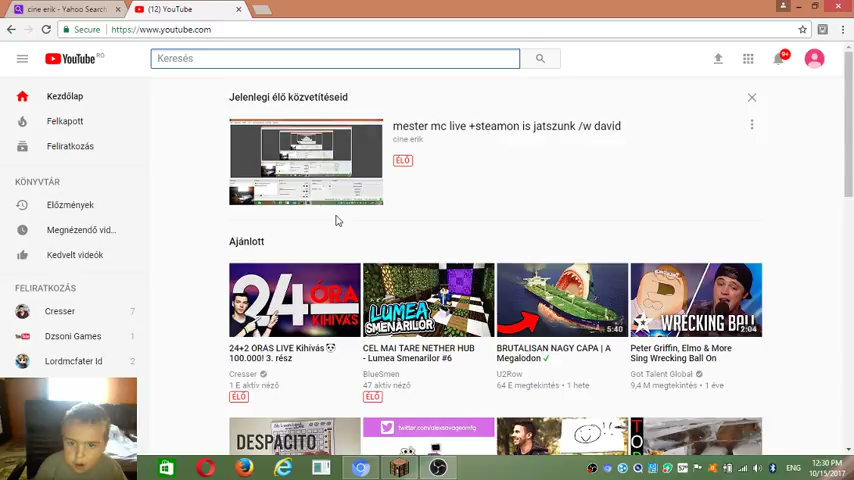 cine erik - Yahoo Search
(12) YouTube
Secure
https://www.youtube.com
YouTube RO
Keresés
9+
Kezdőlap
Felkapott
Feliratkozás
KÖNYVTÁR
Előzmények
Megnézendő vid...
Kedvelt videók
FELIRATKOZÁS
Cresser 7
Dzsoni Games 1
Lordmcfater Id 4
Jelenlegi élő közvetítéseid
mester mc live +steamon is jatszunk /w david
cine erik
ÉLŐ
Ajánlott
24 ÓRA
KIHÍVÁS
24+2 ÓRÁS LIVE Kihívás🐼
100.000! 3. rész
Cresser
1 E aktív néző
ÉLŐ
LUMEA
SMENARILOR
CEL MAI TARE NETHER HUB
- Lumea Smenarilor #6
BlueSmen
47 aktív néző
ÉLŐ
5:40
BRUTALISAN NAGY CÁPA | A
Megalodon ✓
U2Row
64 E megtekintés • 1 hete
WRECKING BALL
2:04
Peter Griffin, Elmo & More
Sing Wrecking Ball On
Got Talent Global
9,4 M megtekintés • 1 éve
DESPACITO
ENG
12:30 PM
10/15/2017